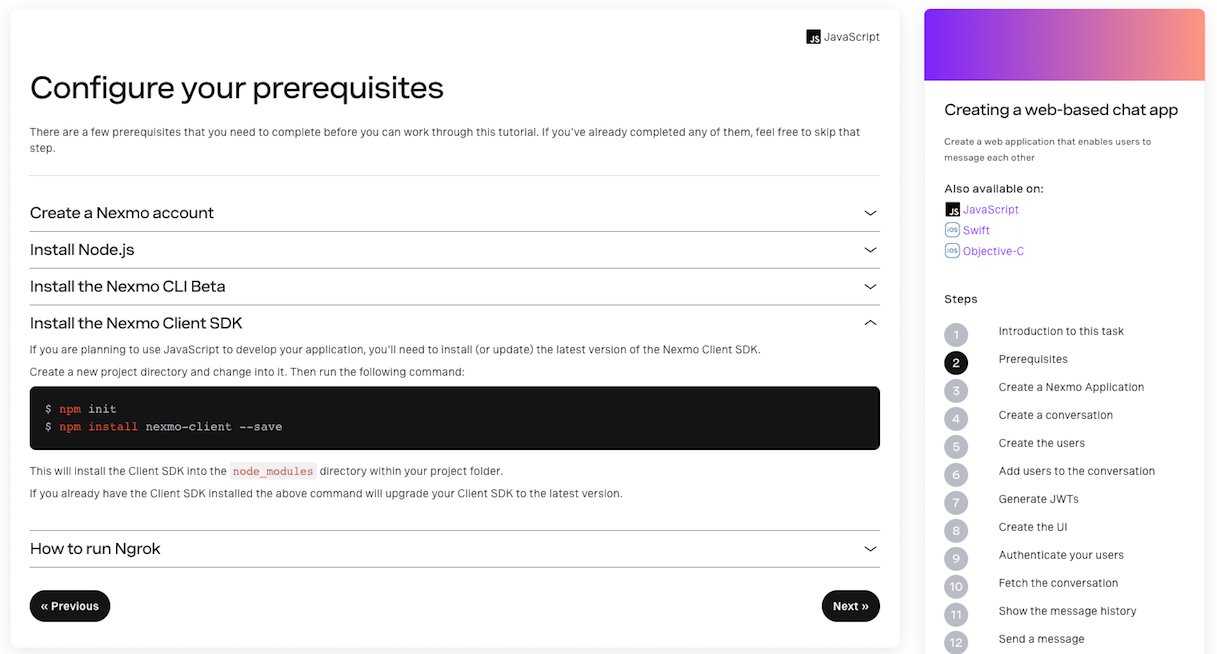 JS JavaScript
Configure your prerequisites
There are a few prerequisites that you need to complete before you can work through this tutorial. If you've already completed any of them, feel free to skip that
step.
Create a Nexmo account
Install Node.js
Install the Nexmo CLI Beta
Install the Nexmo Client SDK
If you are planning to use JavaScript to develop your application, you'll need to install (or update) the latest version of the Nexmo Client SDK.
Create a new project directory and change into it. Then run the following command:
$ npm init
$ npm install nexmo-client --save
This will install the Client SDK into the node_modules directory within your project folder.
If you already have the Client SDK installed the above command will upgrade your Client SDK to the latest version.
How to run Ngrok
« Previous
Next »
Creating a web-based chat app
Create a web application that enables users to
message each other
Also available on:
JS JavaScript
iOS Swift
iOS Objective-C
Steps
1 Introduction to this task
2 Prerequisites
3 Create a Nexmo Application
4 Create a conversation
5 Create the users
6 Add users to the conversation
7 Generate JWTs
8 Create the UI
9 Authenticate your users
10 Fetch the conversation
11 Show the message history
12 Send a message